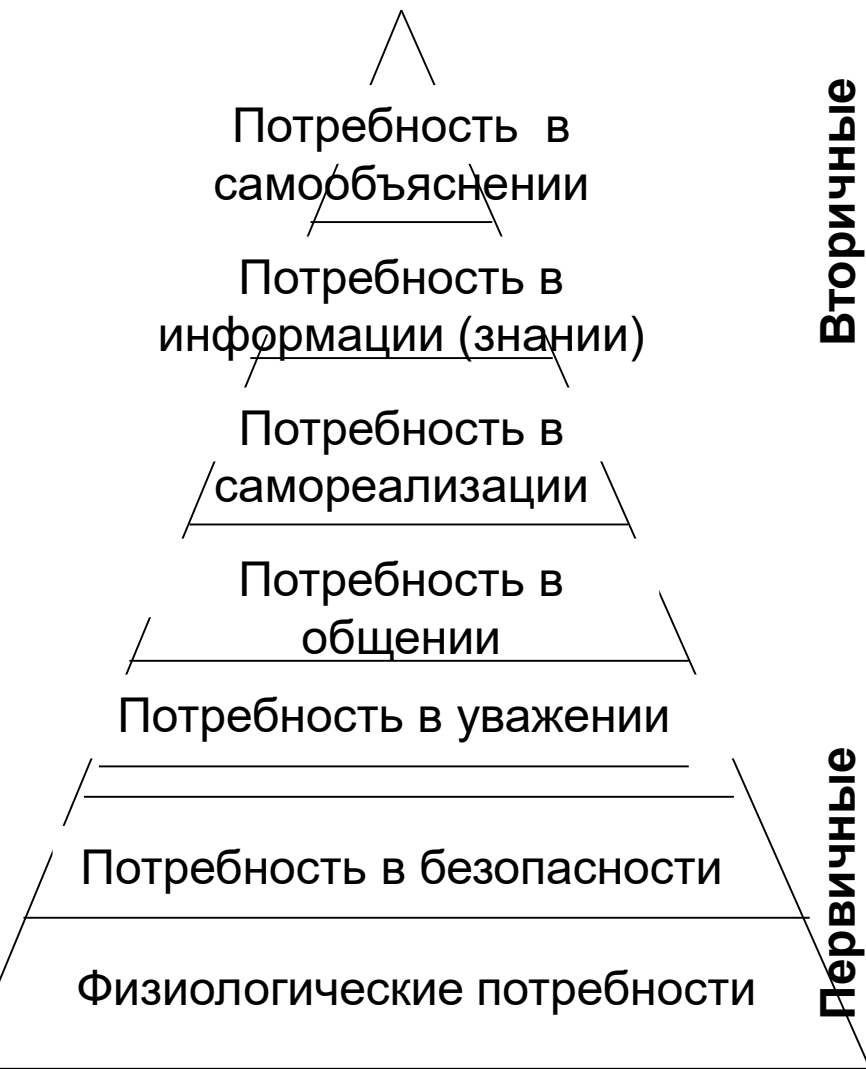 Потребность в
самообъяснении
Потребность в
информации (знании)
Потребность в
самореализации
Потребность в
общении
Потребность в уважении
Потребность в безопасности
Физиологические потребности
Вторичные
Первичные